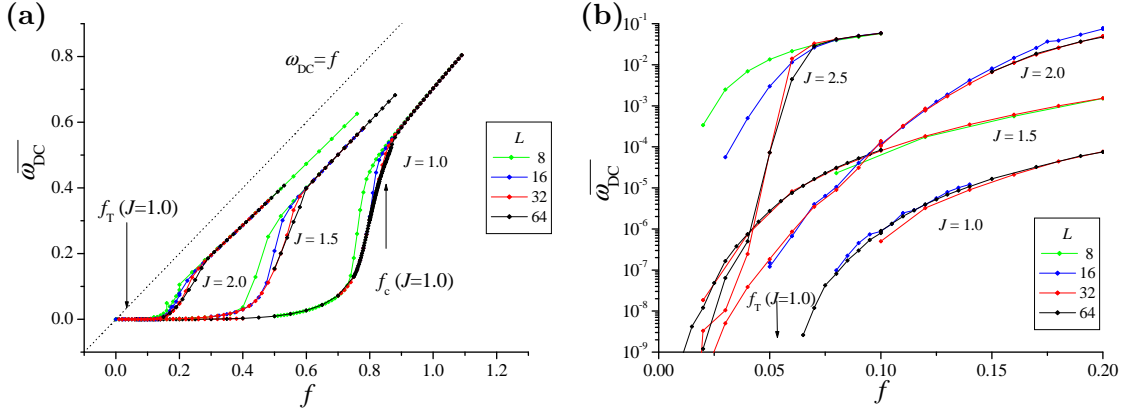 (a)
0.8
0.6
0.4
0.2
0.0
ω_DC
0.0 0.2 0.4 0.6 0.8 1.0 1.2
f
ω_DC=f
f_T (J=1.0)
J = 2.0
J = 1.5
J = 1.0
f_c (J=1.0)
L
8
16
32
64
(b)
10^-1
10^-2
10^-3
10^-4
10^-5
10^-6
10^-7
10^-8
10^-9
ω_DC
0.00 0.05 0.10 0.15 0.20
f
J = 2.5
J = 2.0
J = 1.5
J = 1.0
f_T (J=1.0)
L
8
16
32
64